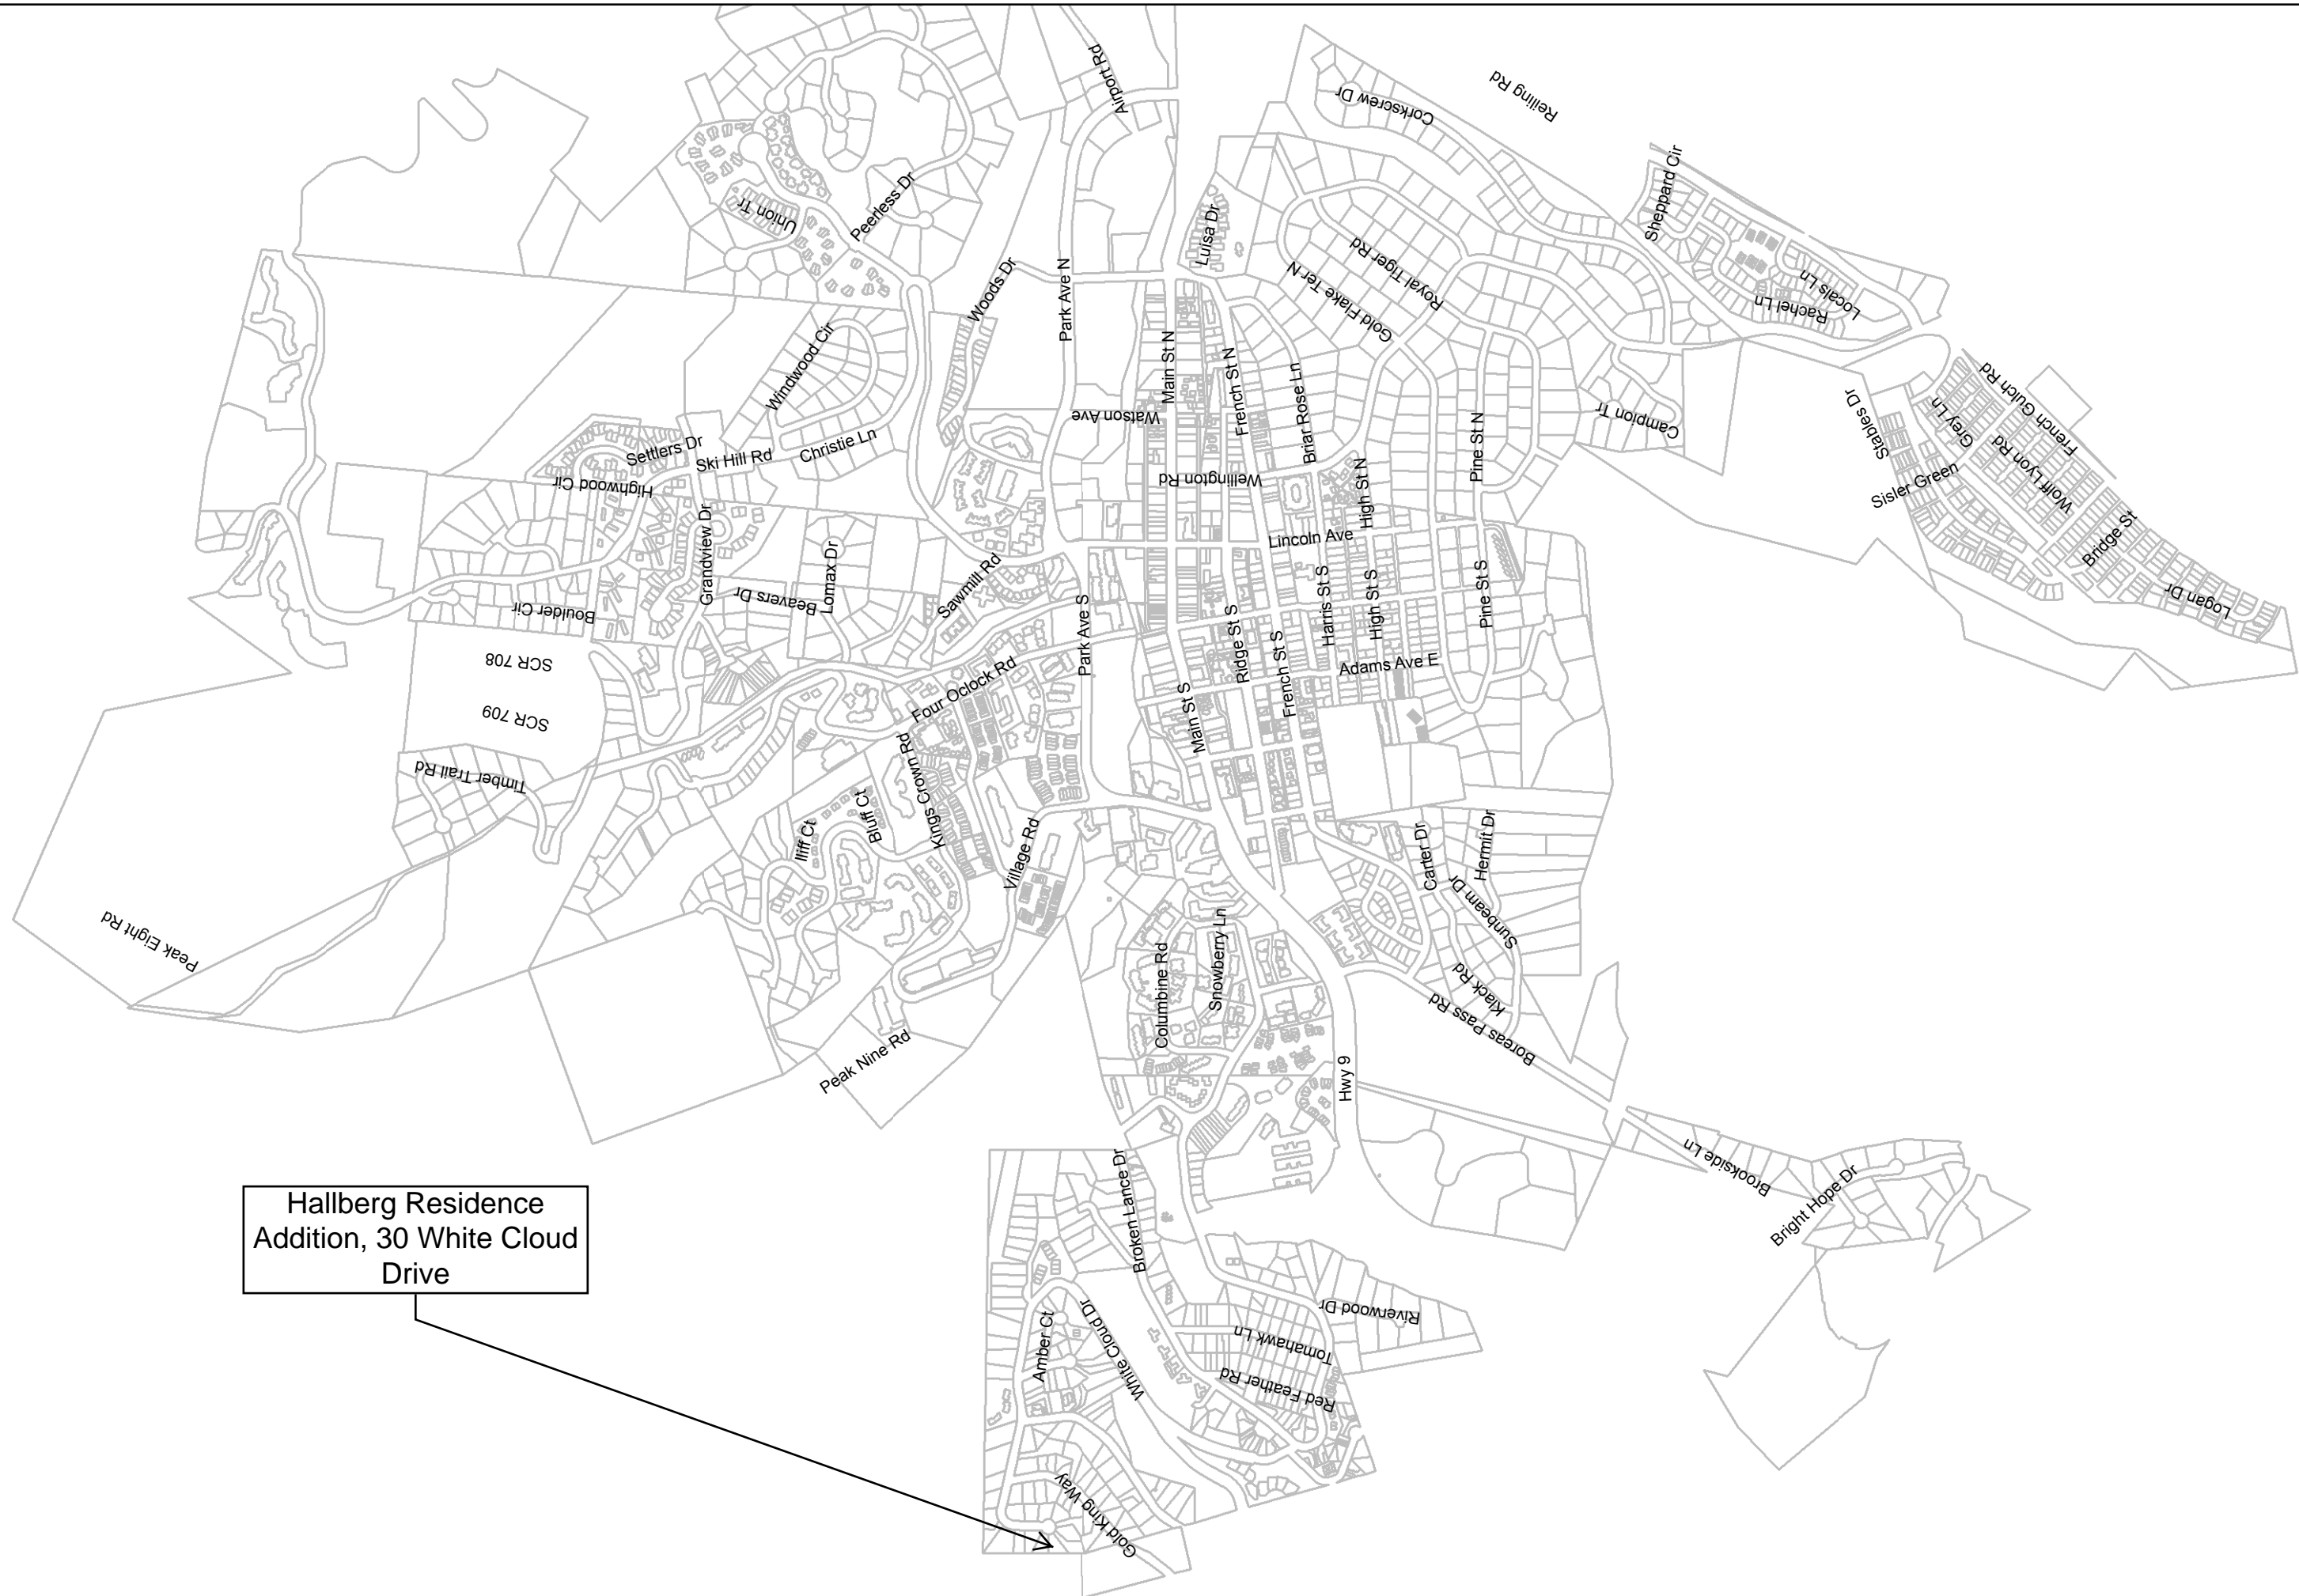 Airport Rd
Reiling Rd
Corkscrew Dr
Sheppard Cir
Union Tr
Peerless Dr
Luisa Dr
Royal Tiger Rd
Gold Flake Ter N
Locals Ln
Rachel Ln
Woods Dr
Park Ave N
Windwood Cir
Main St N
French St N
Briar Rose Ln
Watson Ave
Campion Tr
Stables Dr
Grey Ln
French Gulch Rd
Wolff Lyon Rd
Sisler Green
Bridge St
Logan Dr
Settlers Dr
Ski Hill Rd
Christie Ln
Highwood Cir
Wellington Rd
High St N
Pine St N
Grandview Dr
Lomax Dr
Lincoln Ave
Beavers Dr
Sawmill Rd
Boulder Cir
Park Ave S
Ridge St S
Harris St S
High St S
Pine St S
SCR 708
SCR 709
Four Oclock Rd
French St S
Adams Ave E
Main St S
Timber Trail Rd
Kings Crown Rd
Iliff Ct
Bluff Ct
Village Rd
Carter Dr
Hermit Dr
Sunbeam Dr
Peak Eight Rd
Columbine Rd
Snowberry Ln
Klack Rd
Boreas Pass Rd
Peak Nine Rd
Hwy 9
Brookside Ln
Bright Hope Dr
Broken Lance Dr
Hallberg Residence
Addition, 30 White Cloud
Drive
Amber Ct
White Cloud Dr
Riverwood Dr
Tomahawk Ln
Red Feather Rd
Gold King Way